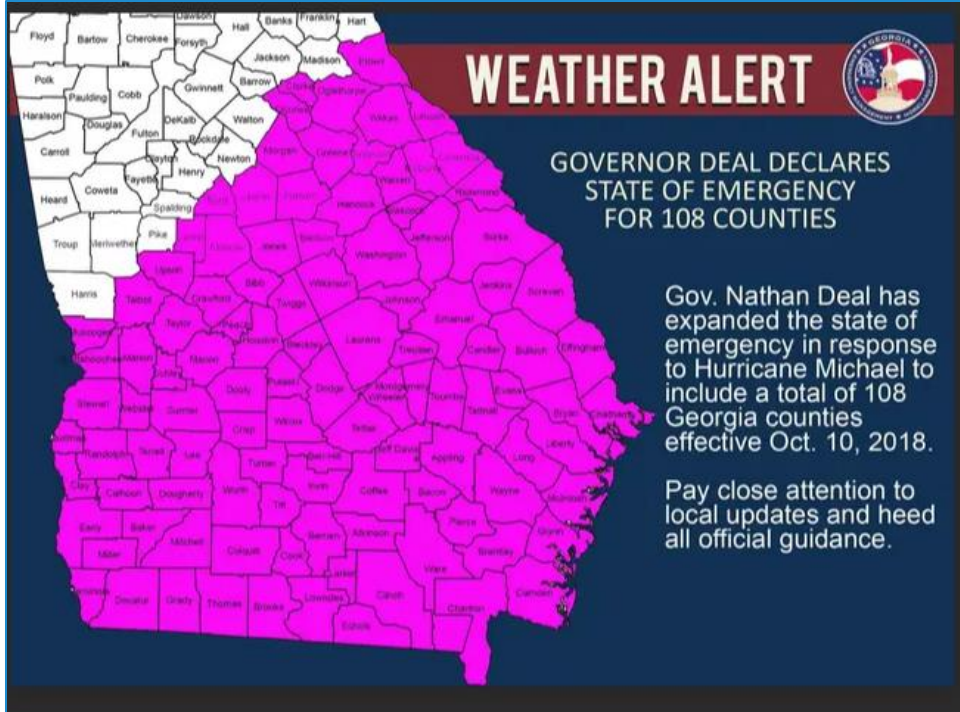 WEATHER ALERT
GEORGIA
GOVERNOR DEAL DECLARES
STATE OF EMERGENCY
FOR 108 COUNTIES
Gov. Nathan Deal has
expanded the state of
emergency in response
to Hurricane Michael to
include a total of 108
Georgia counties
effective Oct. 10, 2018.
Pay close attention to
local updates and heed
all official guidance.
Dawson
Hall
Banks
Franklin
Hart
Floyd
Bartow
Cherokee
Forsyth
Jackson
Madison
Elbert
Polk
Paulding
Cobb
Gwinnett
Barrow
Oglethorpe
Haralson
Douglas
Fulton
DeKalb
Walton
Wilkes
Lincoln
Carroll
Clayton
Rockdale
Newton
Morgan
Greene
Fayette
Henry
Warren
Columbia
Heard
Coweta
Spalding
Hancock
Richmond
Troup
Meriwether
Pike
Jones
Baldwin
Washington
Jefferson
Burke
Harris
Upson
Bibb
Wilkinson
Jenkins
Screven
Talbot
Crawford
Twiggs
Johnson
Emanuel
Taylor
Peach
Houston
Bleckley
Laurens
Treutlen
Candler
Bulloch
Effingham
Marion
Macon
Dooly
Pulaski
Dodge
Montgomery
Wheeler
Toombs
Evans
Tattnall
Stewart
Webster
Sumter
Crisp
Wilcox
Telfair
Bryan
Chatham
Randolph
Terrell
Lee
Turner
Ben Hill
Jeff Davis
Appling
Long
Liberty
Clay
Calhoun
Dougherty
Worth
Tift
Irwin
Coffee
Bacon
Wayne
McIntosh
Early
Baker
Mitchell
Colquitt
Cook
Berrien
Atkinson
Pierce
Glynn
Miller
Lanier
Ware
Brantley
Seminole
Decatur
Grady
Thomas
Brooks
Lowndes
Clinch
Charlton
Camden
Echols